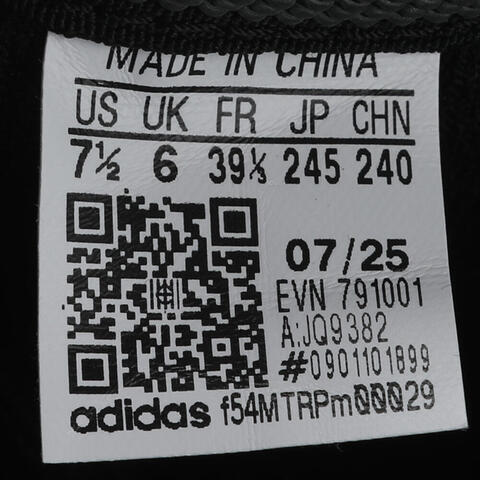 MADE IN CHINA
US UK FR JP CHN
7½ 6 39⅓ 245 240
07/25
EVN 791001
A:JQ9382
#0901101899
adidas f54MTRPm00029